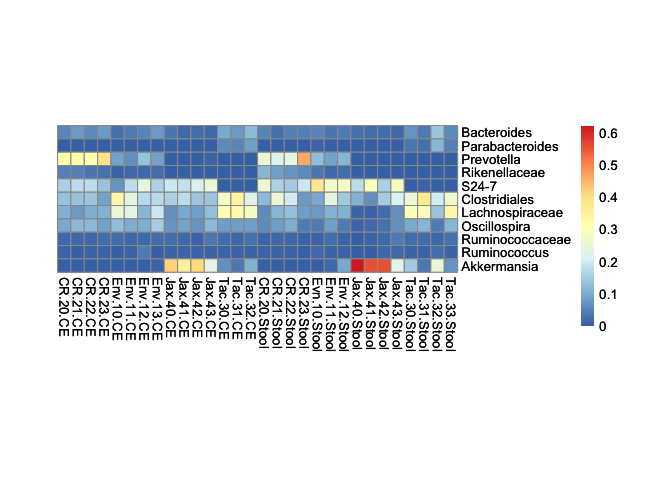 Bacteroides
Parabacteroides
Prevotella
Rikenellaceae
S24-7
Clostridiales
Lachnospiraceae
Oscillospira
Ruminococcaceae
Ruminococcus
Akkermansia
0.6
0.5
0.4
0.3
0.2
0.1
0
CR.20.CE
CR.21.CE
CR.22.CE
CR.23.CE
Env.10.CE
Env.11.CE
Env.12.CE
Env.13.CE
Jax.40.CE
Jax.41.CE
Jax.42.CE
Jax.43.CE
Tac.30.CE
Tac.31.CE
Tac.32.CE
CR.20.Stool
CR.21.Stool
CR.22.Stool
CR.23.Stool
Evn.10.Stool
Env.11.Stool
Env.12.Stool
Jax.40.Stool
Jax.41.Stool
Jax.42.Stool
Jax.43.Stool
Tac.30.Stool
Tac.31.Stool
Tac.32.Stool
Tac.33.Stool